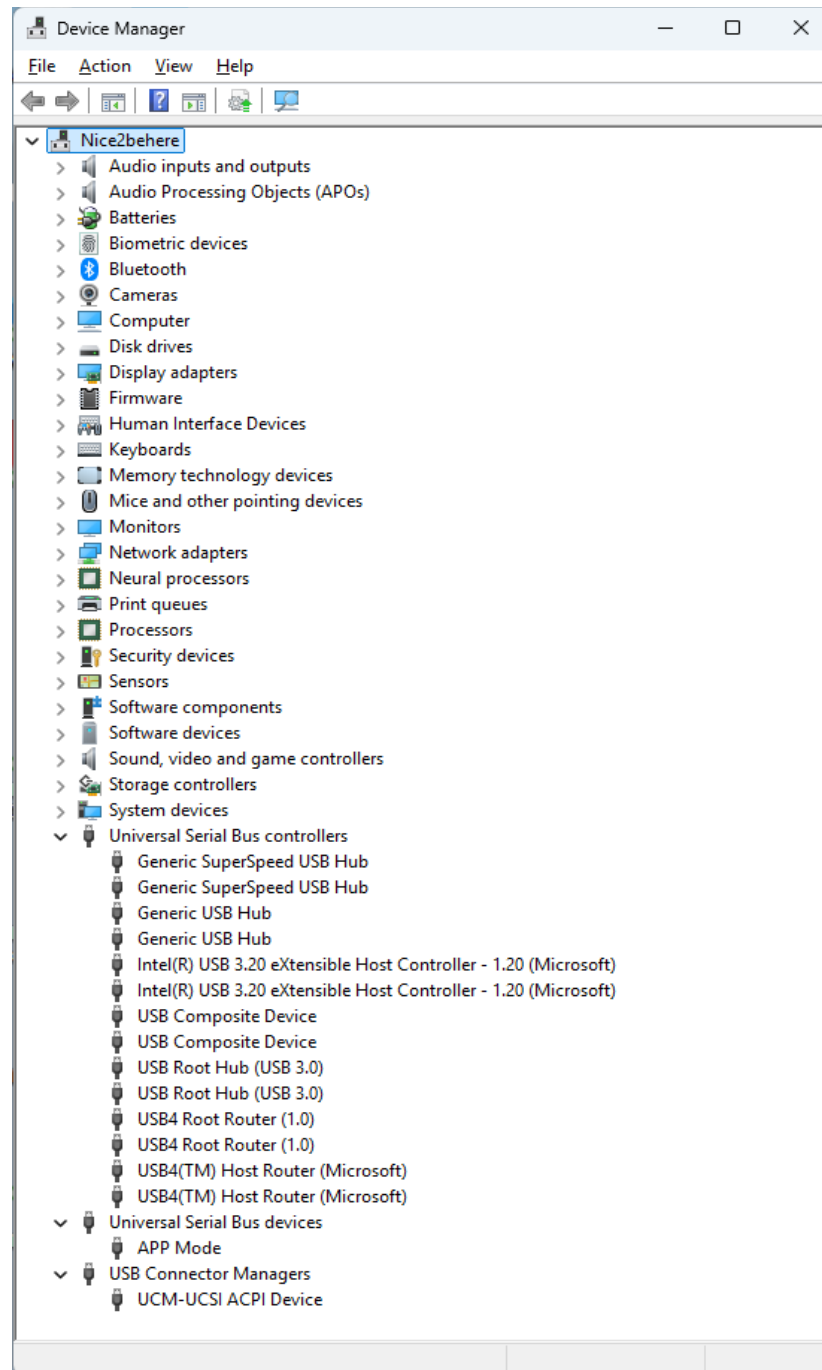 Device Manager
File Action View Help
Nice2behere
Audio inputs and outputs
Audio Processing Objects (APOs)
Batteries
Biometric devices
Bluetooth
Cameras
Computer
Disk drives
Display adapters
Firmware
Human Interface Devices
Keyboards
Memory technology devices
Mice and other pointing devices
Monitors
Network adapters
Neural processors
Print queues
Processors
Security devices
Sensors
Software components
Software devices
Sound, video and game controllers
Storage controllers
System devices
Universal Serial Bus controllers
Generic SuperSpeed USB Hub
Generic SuperSpeed USB Hub
Generic USB Hub
Generic USB Hub
Intel(R) USB 3.20 eXtensible Host Controller - 1.20 (Microsoft)
Intel(R) USB 3.20 eXtensible Host Controller - 1.20 (Microsoft)
USB Composite Device
USB Composite Device
USB Root Hub (USB 3.0)
USB Root Hub (USB 3.0)
USB4 Root Router (1.0)
USB4 Root Router (1.0)
USB4(TM) Host Router (Microsoft)
USB4(TM) Host Router (Microsoft)
Universal Serial Bus devices
APP Mode
USB Connector Managers
UCM-UCSI ACPI Device